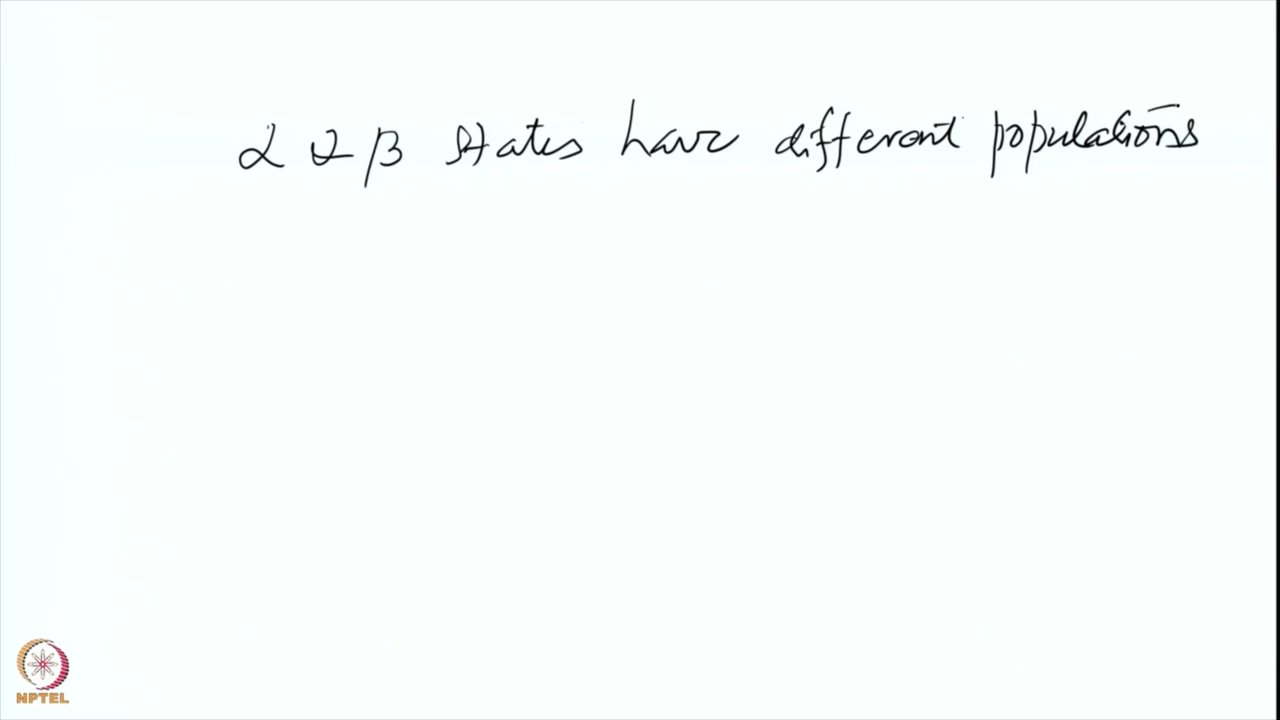 α & β states have different populations
NPTEL